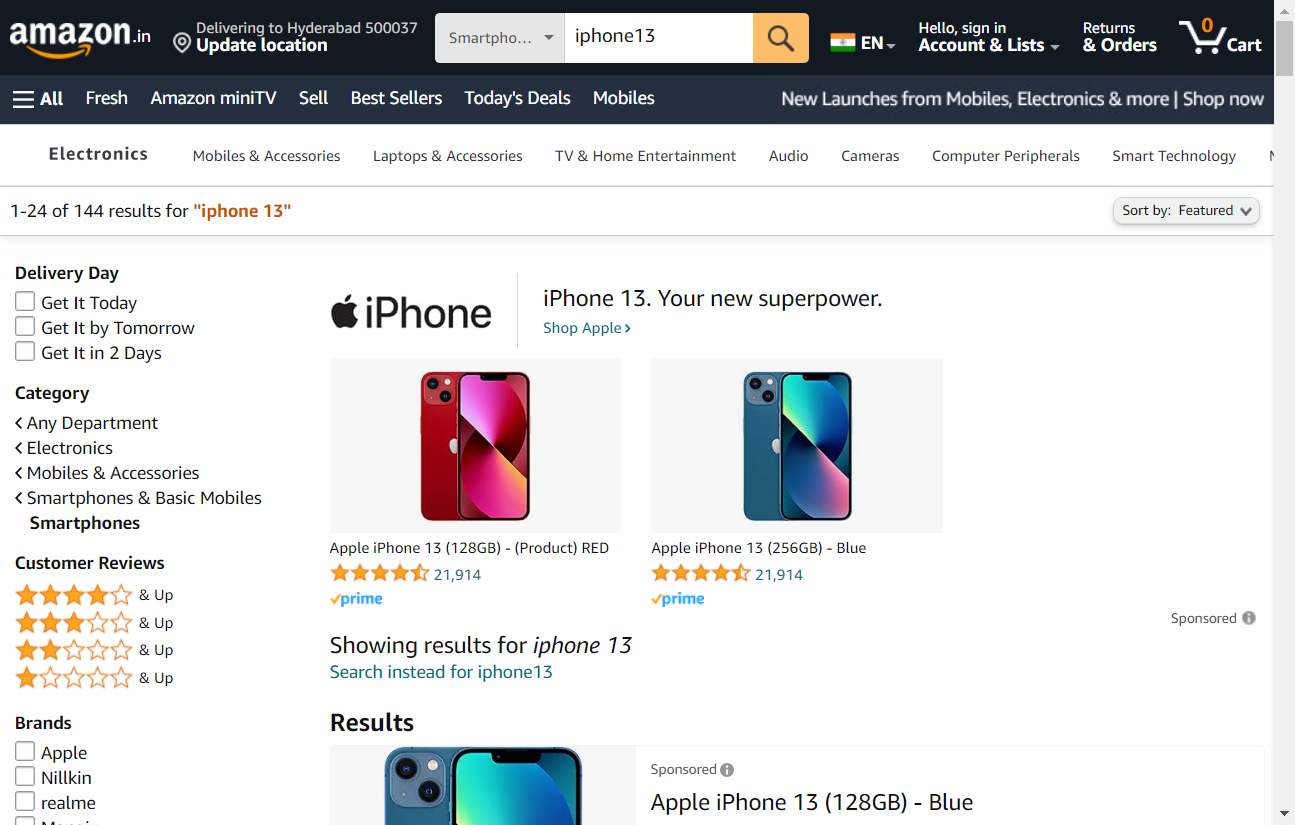 amazon.in
Delivering to Hyderabad 500037
Update location
Smartpho...
iphone13
EN
Hello, sign in
Account & Lists
Returns
& Orders
0
Cart
All
Fresh
Amazon miniTV
Sell
Best Sellers
Today's Deals
Mobiles
New Launches from Mobiles, Electronics & more | Shop now
Electronics
Mobiles & Accessories
Laptops & Accessories
TV & Home Entertainment
Audio
Cameras
Computer Peripherals
Smart Technology
1-24 of 144 results for "iphone 13"
Sort by: Featured
Delivery Day
Get It Today
Get It by Tomorrow
Get It in 2 Days
Category
Any Department
Electronics
Mobiles & Accessories
Smartphones & Basic Mobiles
Smartphones
Customer Reviews
& Up
& Up
& Up
& Up
Brands
Apple
Nillkin
realme
iPhone
iPhone 13. Your new superpower.
Shop Apple
Apple iPhone 13 (128GB) - (Product) RED
21,914
prime
Apple iPhone 13 (256GB) - Blue
21,914
prime
Sponsored
Showing results for iphone 13
Search instead for iphone13
Results
Sponsored
Apple iPhone 13 (128GB) - Blue